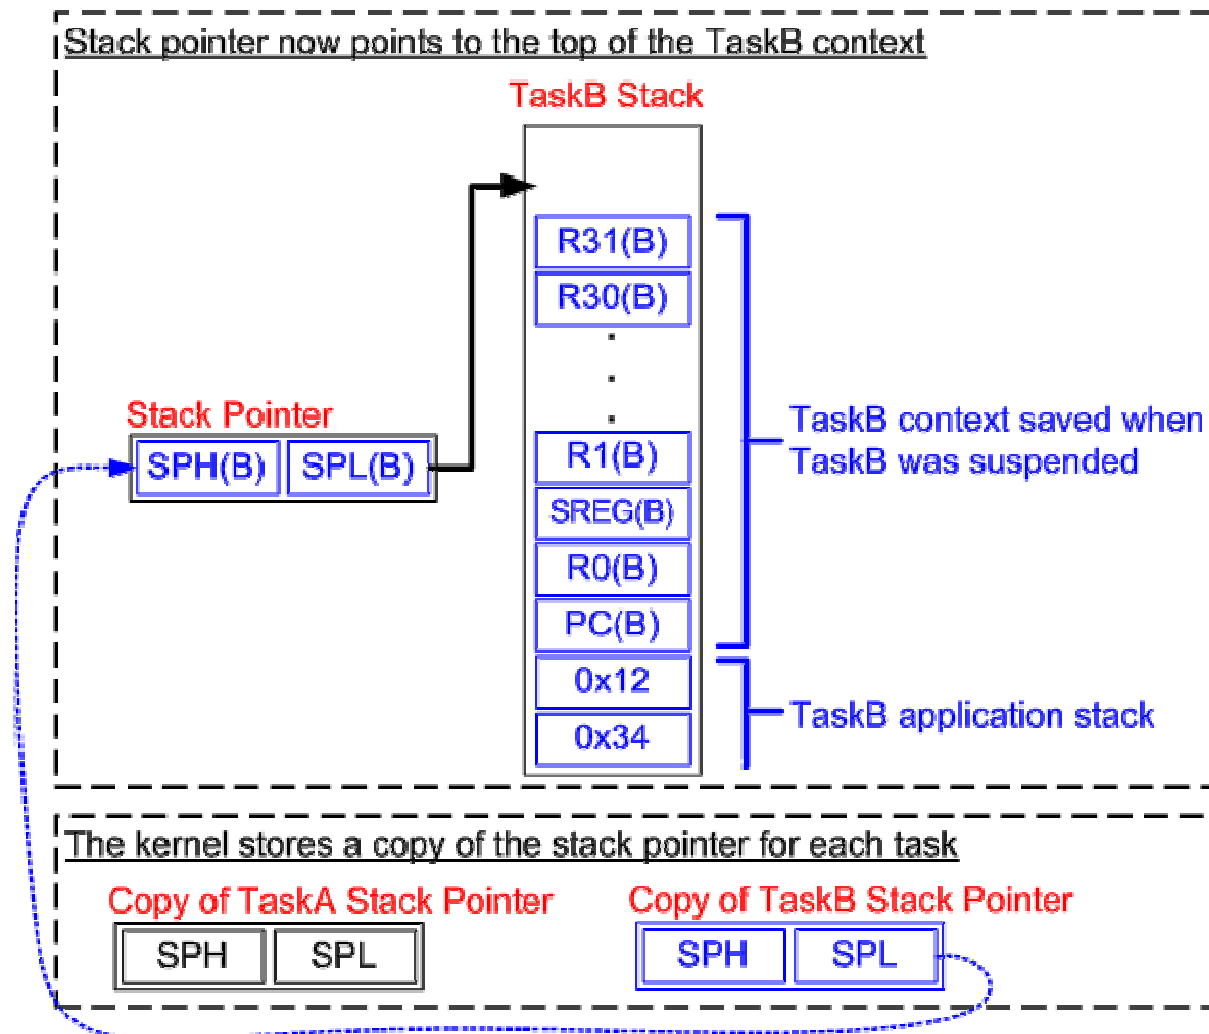 Stack pointer now points to the top of the TaskB context
TaskB Stack
R31(B)
R30(B)
Stack Pointer
SPH(B) SPL(B)
R1(B)
SREG(B)
R0(B)
PC(B)
0x12
0x34
TaskB context saved when
TaskB was suspended
TaskB application stack
The kernel stores a copy of the stack pointer for each task
Copy of TaskA Stack Pointer
SPH SPL
Copy of TaskB Stack Pointer
SPH SPL